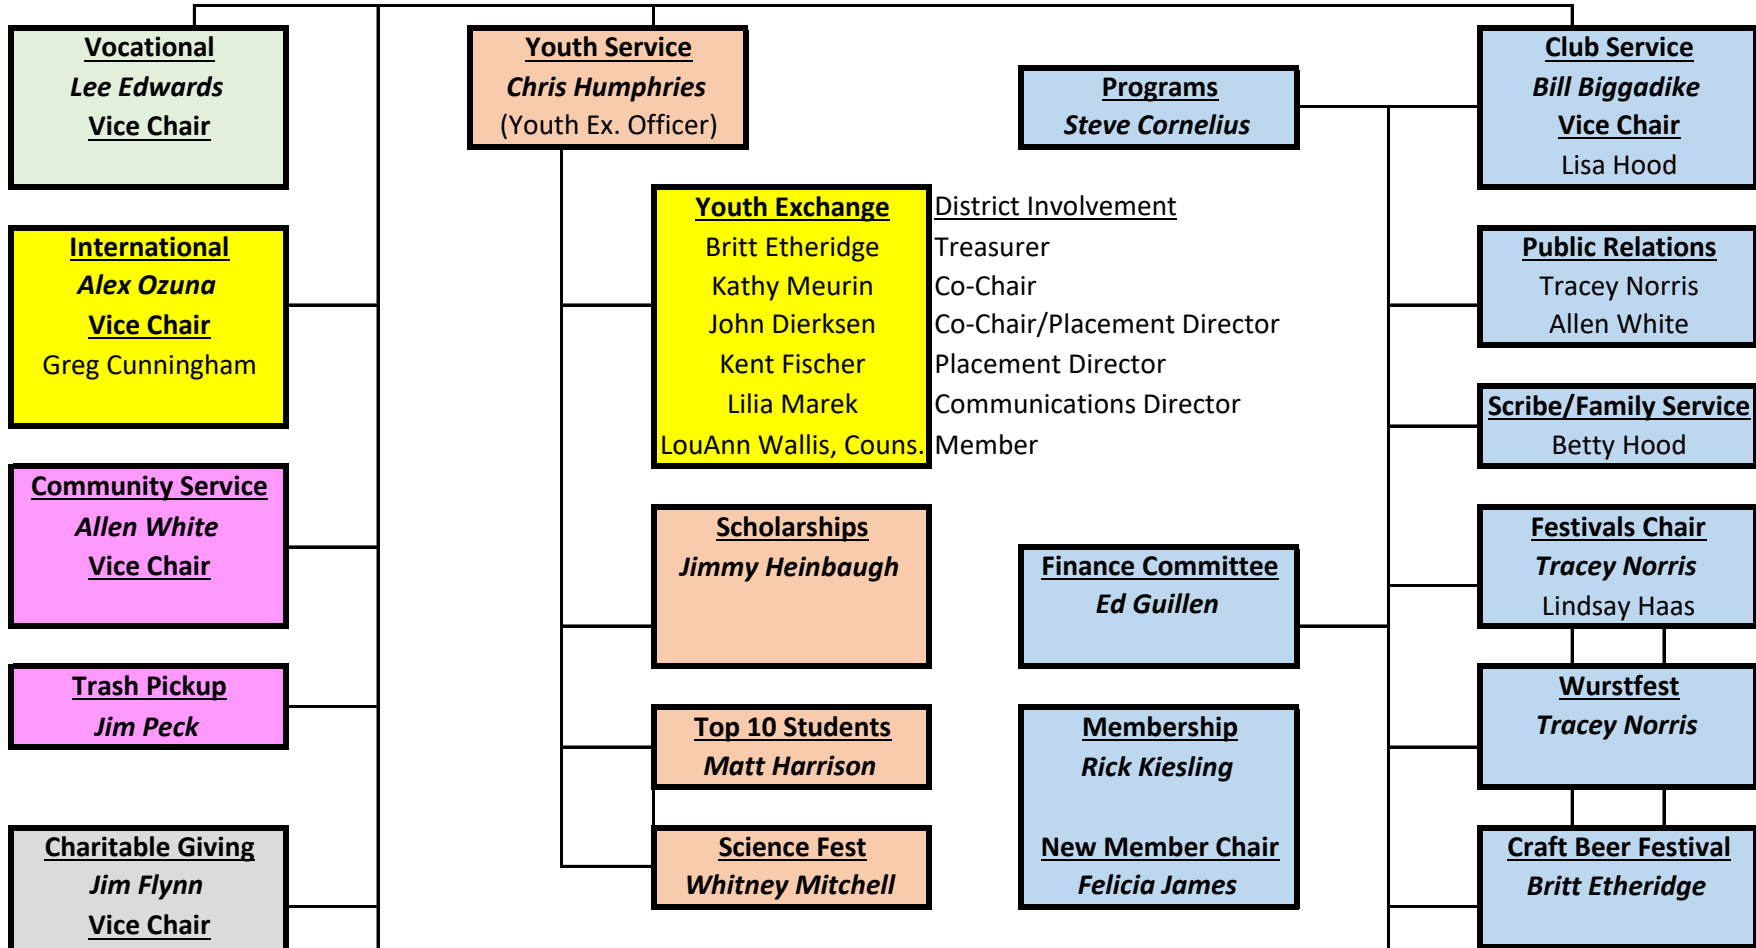 Vocational
Lee Edwards
Vice Chair
International
Alex Ozuna
Vice Chair
Greg Cunningham
Community Service
Allen White
Vice Chair
Trash Pickup
Jim Peck
Charitable Giving
Jim Flynn
Vice Chair
Youth Service
Chris Humphries
(Youth Ex. Officer)
Youth Exchange District Involvement
Britt Etheridge Treasurer
Kathy Meurin Co-Chair
John Dierksen Co-Chair/Placement Director
Kent Fischer Placement Director
Lilia Marek Communications Director
LouAnn Wallis, Couns. Member
Scholarships
Jimmy Heinbaugh
Top 10 Students
Matt Harrison
Science Fest
Whitney Mitchell
Programs
Steve Cornelius
Finance Committee
Ed Guillen
Membership
Rick Kiesling
New Member Chair
Felicia James
Club Service
Bill Biggadike
Vice Chair
Lisa Hood
Public Relations
Tracey Norris
Allen White
Scribe/Family Service
Betty Hood
Festivals Chair
Tracey Norris
Lindsay Haas
Wurstfest
Tracey Norris
Craft Beer Festival
Britt Etheridge